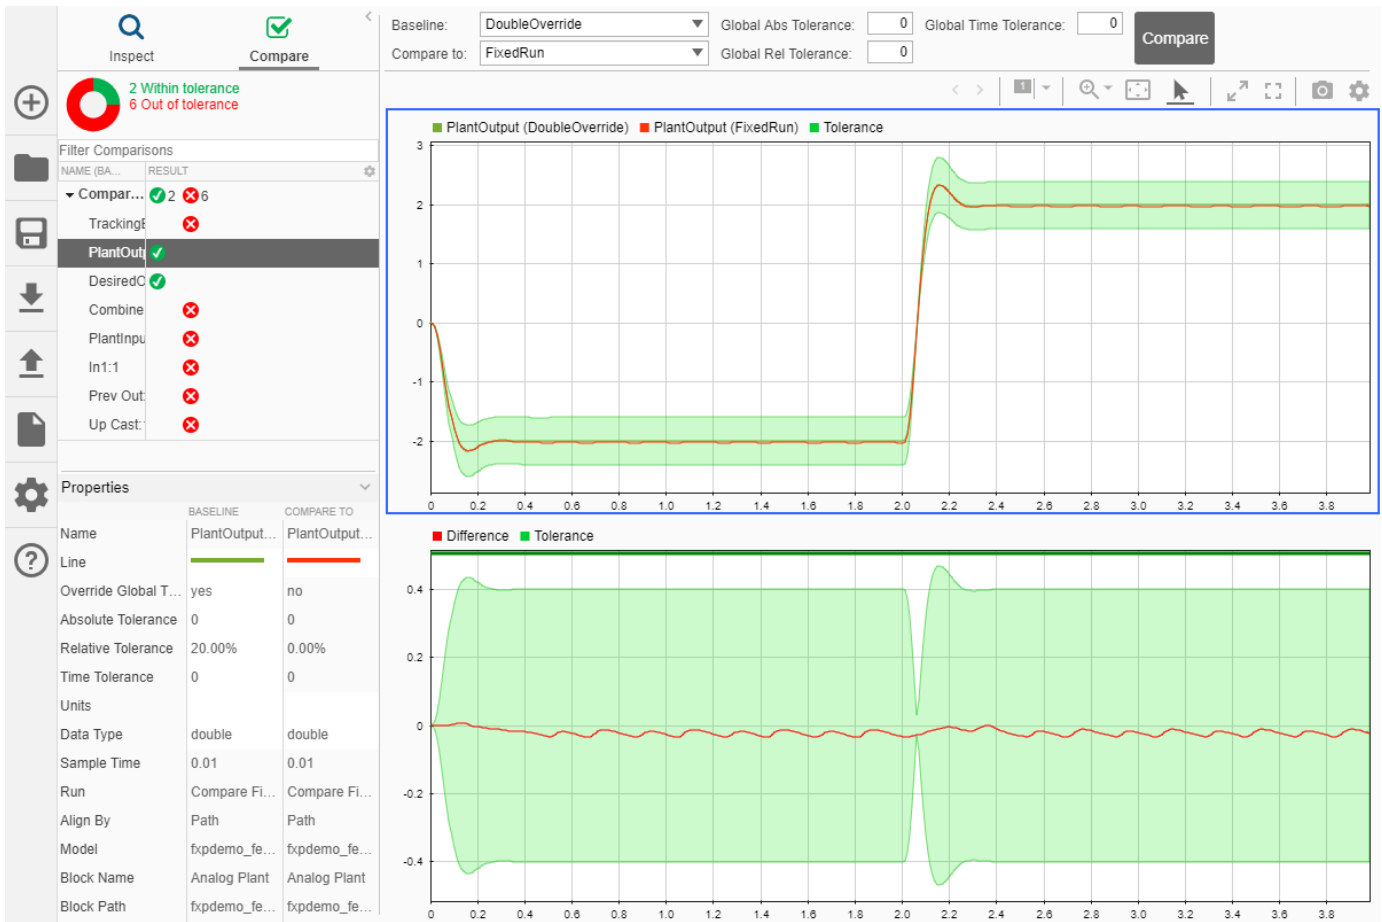 Inspect
Compare
2 Within tolerance
6 Out of tolerance
Filter Comparisons
NAME (BA... RESULT
Compar... 2 6
TrackingE
PlantOutp
DesiredO
Combine
PlantInpu
In1:1
Prev Out:
Up Cast:
Properties
BASELINE COMPARE TO
Name PlantOutput... PlantOutput...
Line
Override Global T... yes no
Absolute Tolerance 0 0
Relative Tolerance 20.00% 0.00%
Time Tolerance 0 0
Units
Data Type double double
Sample Time 0.01 0.01
Run Compare Fi... Compare Fi...
Align By Path Path
Model fxpdemo_fe... fxpdemo_fe...
Block Name Analog Plant Analog Plant
Block Path fxpdemo_fe... fxpdemo_fe...
Baseline: DoubleOverride Global Abs Tolerance: 0 Global Time Tolerance: 0
Compare to: FixedRun Global Rel Tolerance: 0
Compare
1
PlantOutput (DoubleOverride) PlantOutput (FixedRun) Tolerance
3
2
1
0
-1
-2
0 0.2 0.4 0.6 0.8 1.0 1.2 1.4 1.6 1.8 2.0 2.2 2.4 2.6 2.8 3.0 3.2 3.4 3.6 3.8
Difference Tolerance
0.4
0.2
0
-0.2
-0.4
0 0.2 0.4 0.6 0.8 1.0 1.2 1.4 1.6 1.8 2.0 2.2 2.4 2.6 2.8 3.0 3.2 3.4 3.6 3.8